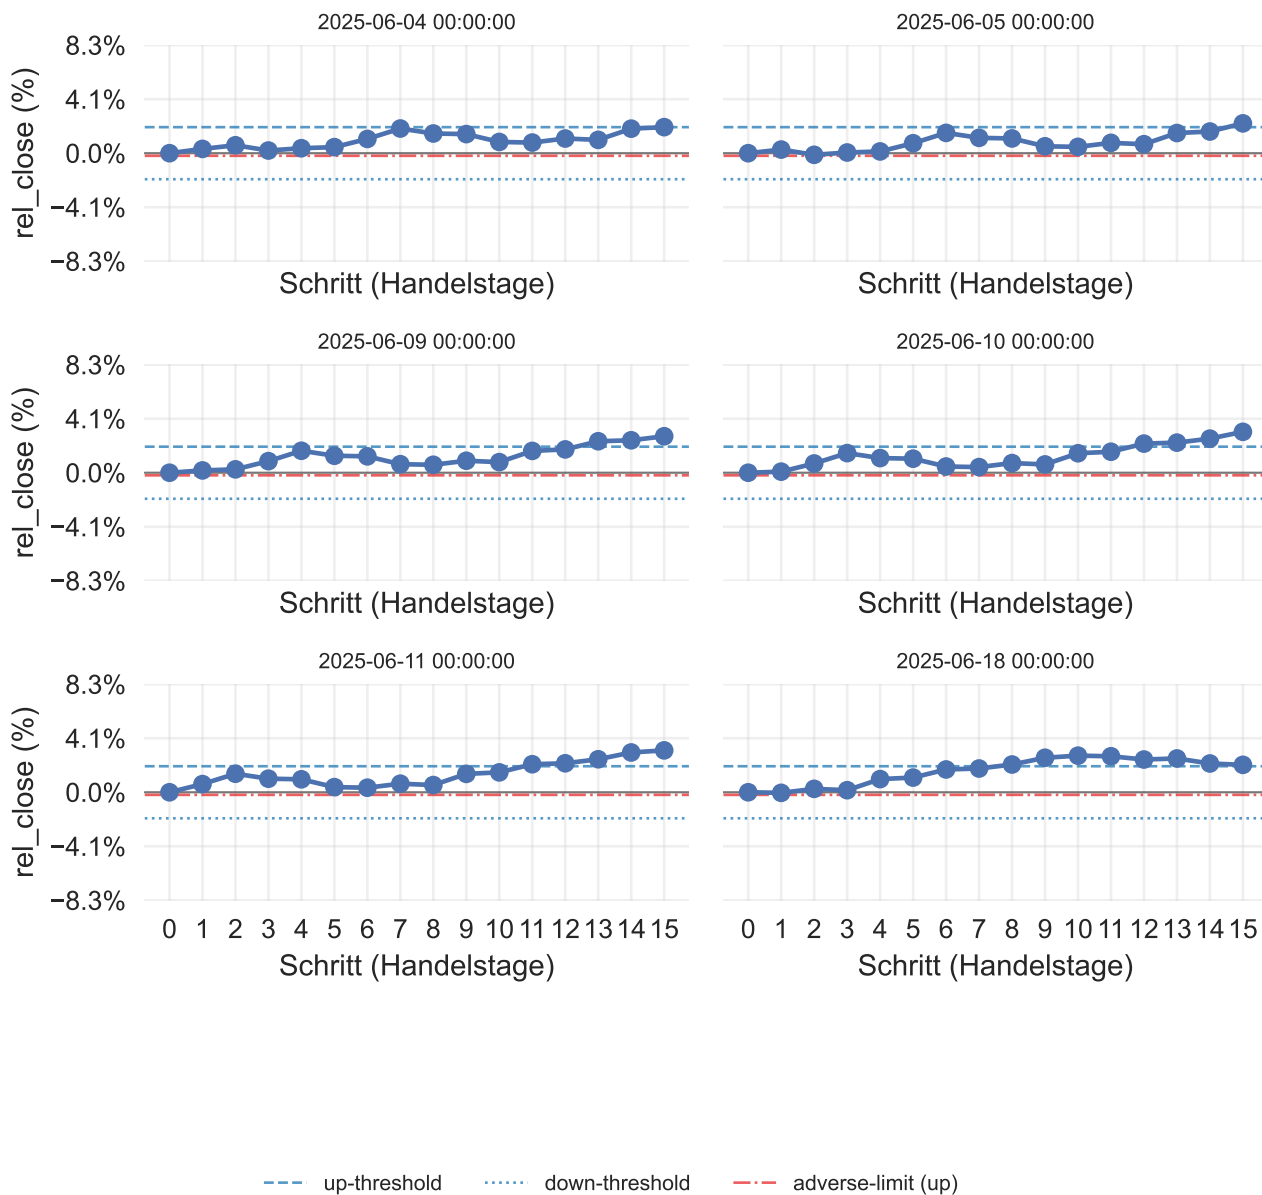 2025-06-04 00:00:00
2025-06-05 00:00:00
8.3%
4.1%
0.0%
−4.1%
−8.3%
rel_close (%)
Schritt (Handelstage)
Schritt (Handelstage)
2025-06-09 00:00:00
2025-06-10 00:00:00
8.3%
4.1%
0.0%
−4.1%
−8.3%
rel_close (%)
Schritt (Handelstage)
Schritt (Handelstage)
2025-06-11 00:00:00
2025-06-18 00:00:00
8.3%
4.1%
0.0%
−4.1%
−8.3%
rel_close (%)
0 1 2 3 4 5 6 7 8 9 10 11 12 13 14 15
0 1 2 3 4 5 6 7 8 9 10 11 12 13 14 15
Schritt (Handelstage)
Schritt (Handelstage)
up-threshold
down-threshold
adverse-limit (up)